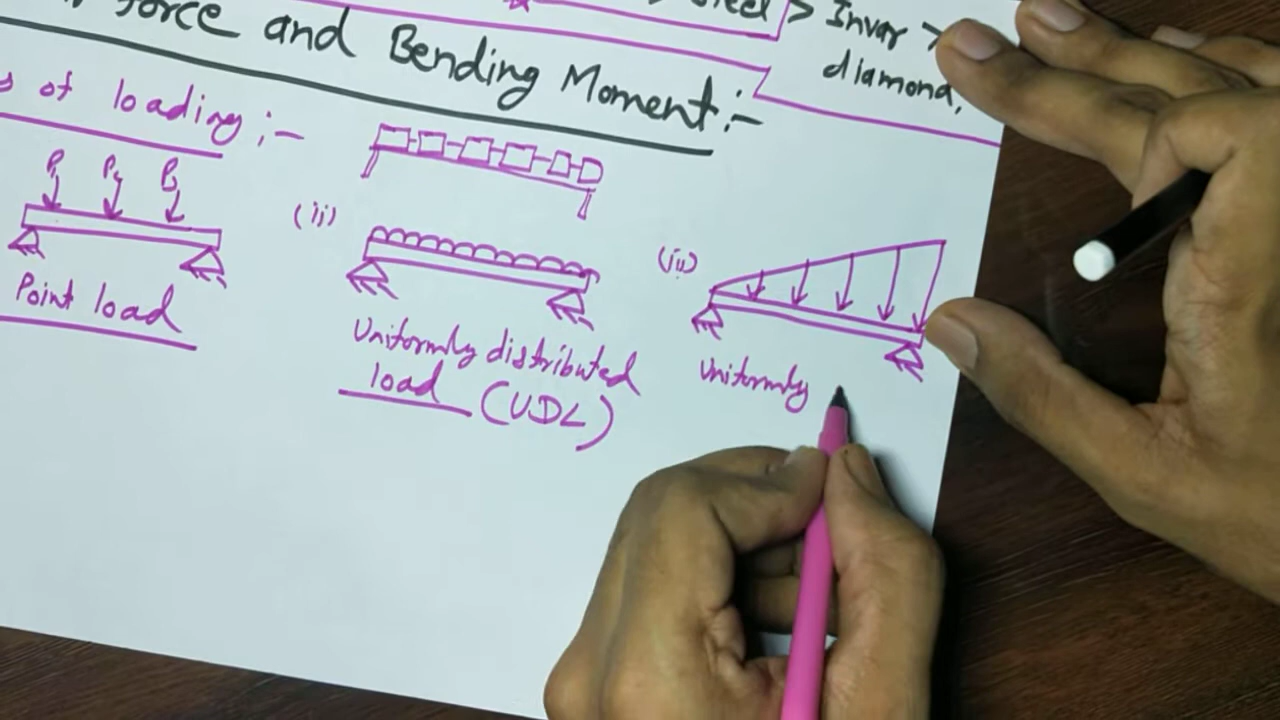 Steel > Invar >
diamond,
force and Bending Moment:-
s of loading:-
P₁ P₂ P₃
(ii)
(iii)
Point load
Uniformly distributed
load (UDL)
Uniformly